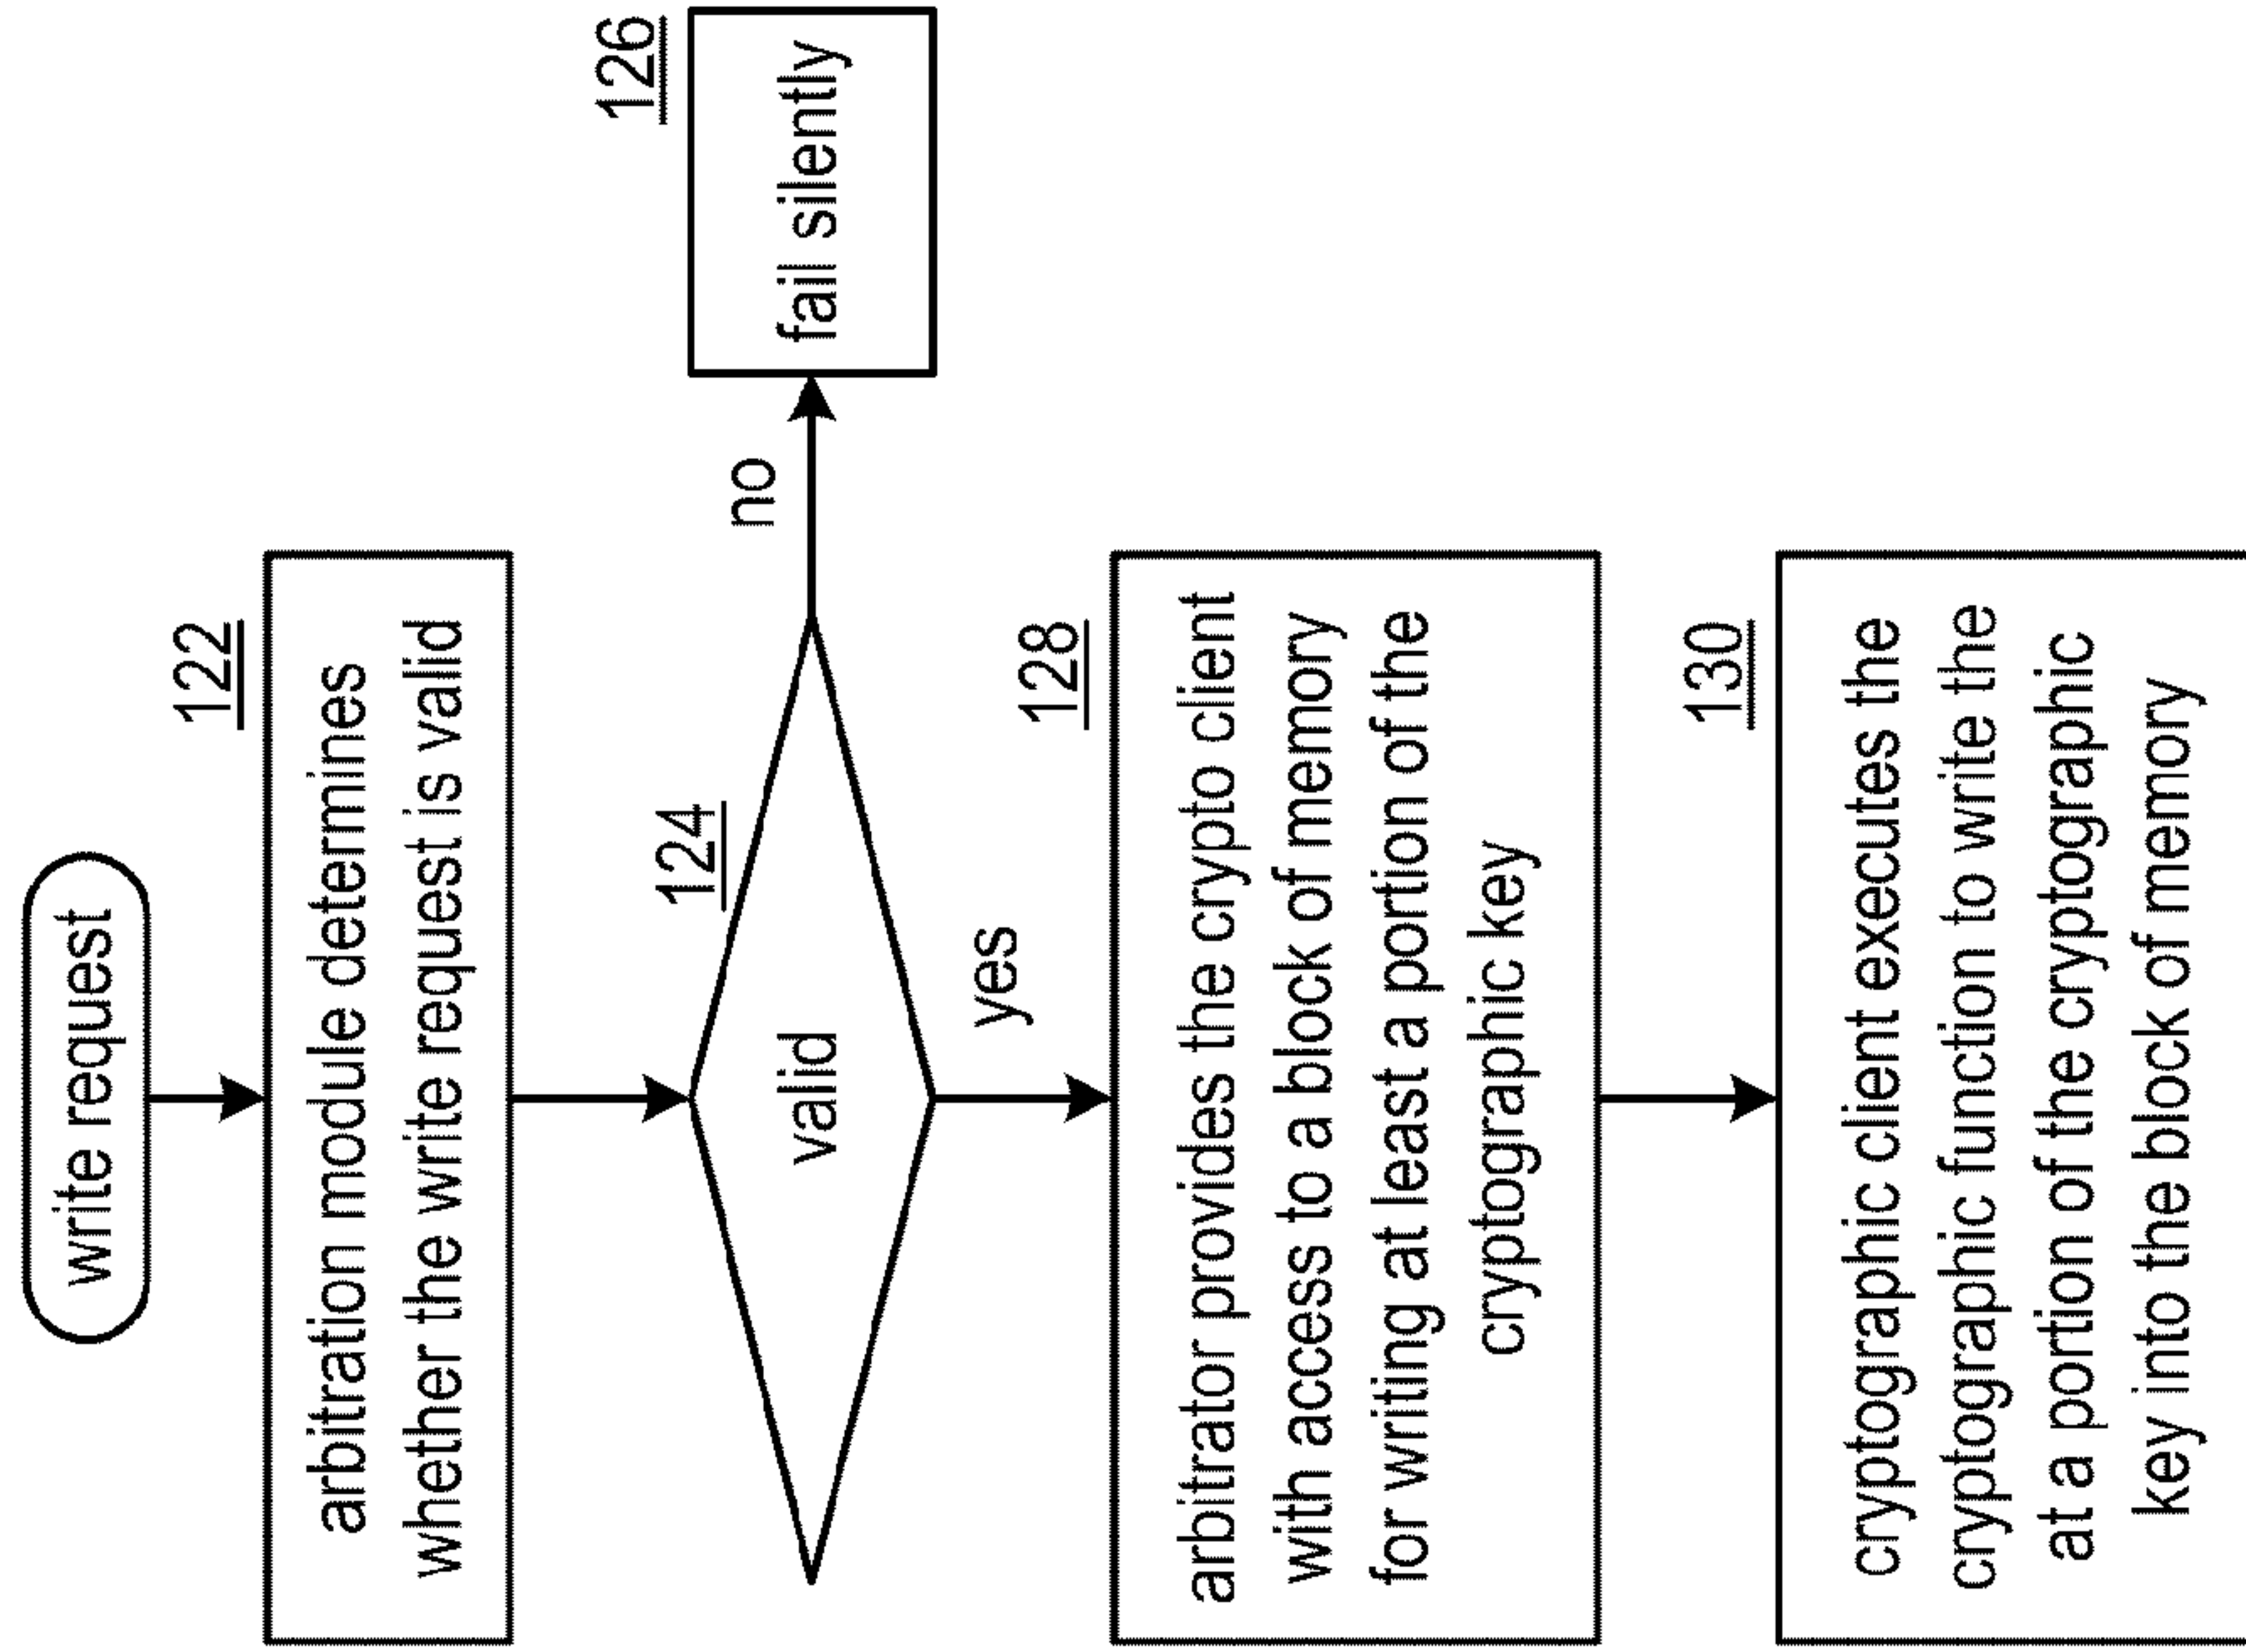 write request
122
arbitration module determines
whether the write request is valid
124
valid
no
126
fail silently
yes
128
arbitrator provides the crypto client
with access to a block of memory
for writing at least a portion of the
cryptographic key
130
cryptographic client executes the
cryptographic function to write the
at a portion of the cryptographic
key into the block of memory